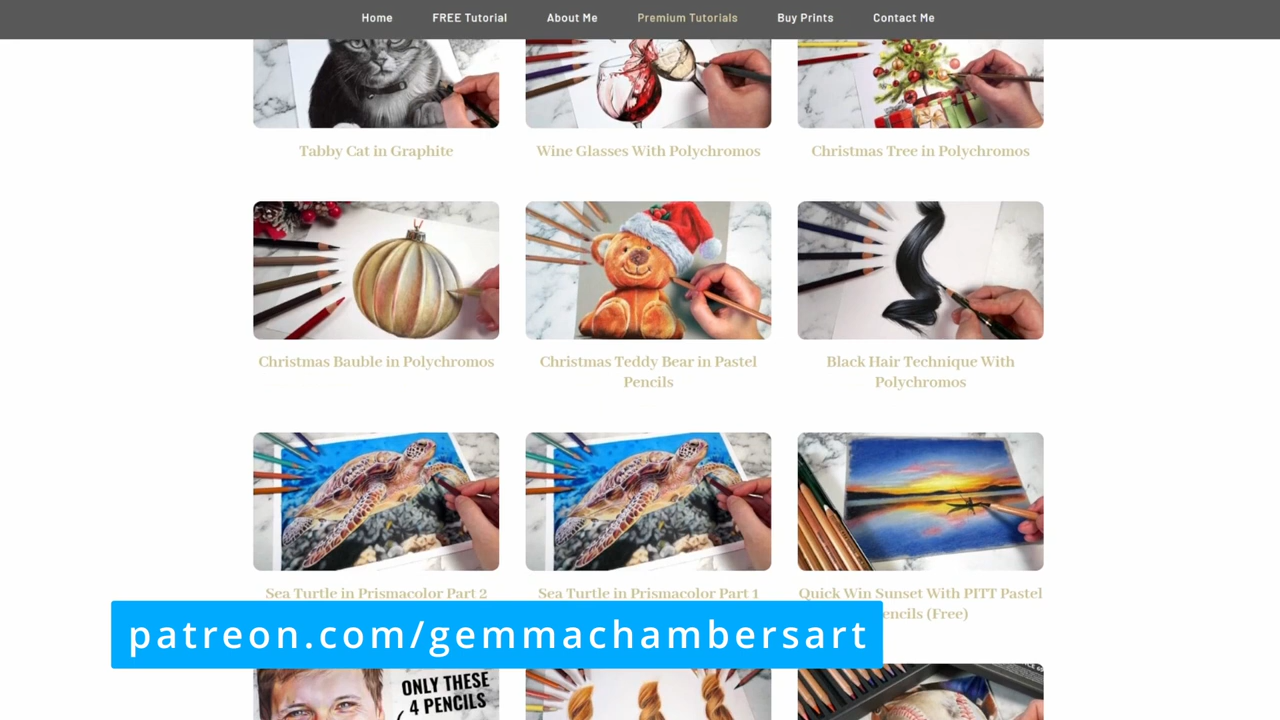 Home FREE Tutorial About Me Premium Tutorials Buy Prints Contact Me
Tabby Cat in Graphite
Wine Glasses With Polychromos
Christmas Tree in Polychromos
Christmas Bauble in Polychromos
Christmas Teddy Bear in Pastel
Pencils
Black Hair Technique With
Polychromos
Sea Turtle in Prismacolor Part 2
Sea Turtle in Prismacolor Part 1
Quick Win Sunset With PITT Pastel
encils (Free)
patreon.com/gemmachambersart
ONLY THESE
4 PENCILS